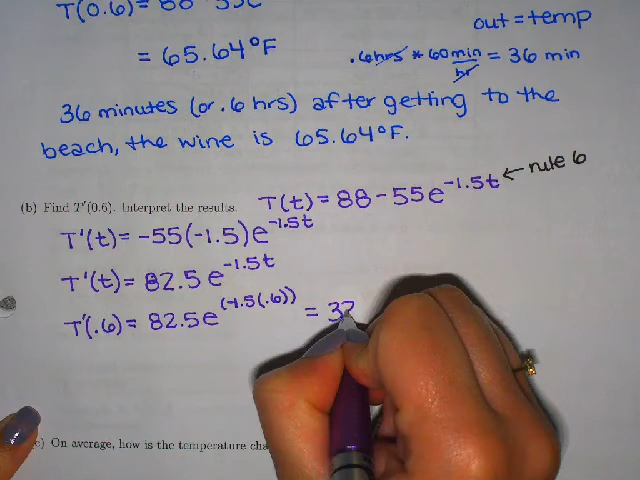 T(0.6) = 88 - 55e
= 65.64°F
out = temp
.6hrs * 60 min/hr = 36 min
36 minutes (or .6 hrs) after getting to the
beach, the wine is 65.64°F.
(b) Find T'(0.6). Interpret the results.
T(t) = 88 - 55e^-1.5t ← rule 6
T'(t) = -55(-1.5)e^-1.5t
T'(t) = 82.5e^-1.5t
T'(.6) = 82.5e^(-1.5(.6)) = 33
c) On average, how is the temperature cha